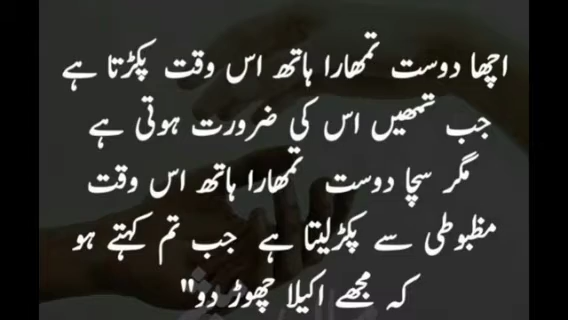 اچھا دوست تمھارا ہاتھ اس وقت پکڑتا ہے
جب تمھیں اس کی ضرورت ہوتی ہے
مگر سچا دوست تمھارا ہاتھ اس وقت
مظبوطی سے پکڑلیتا ہے جب تم کہتے ہو
کہ مجھے اکیلا چھوڑ دو"